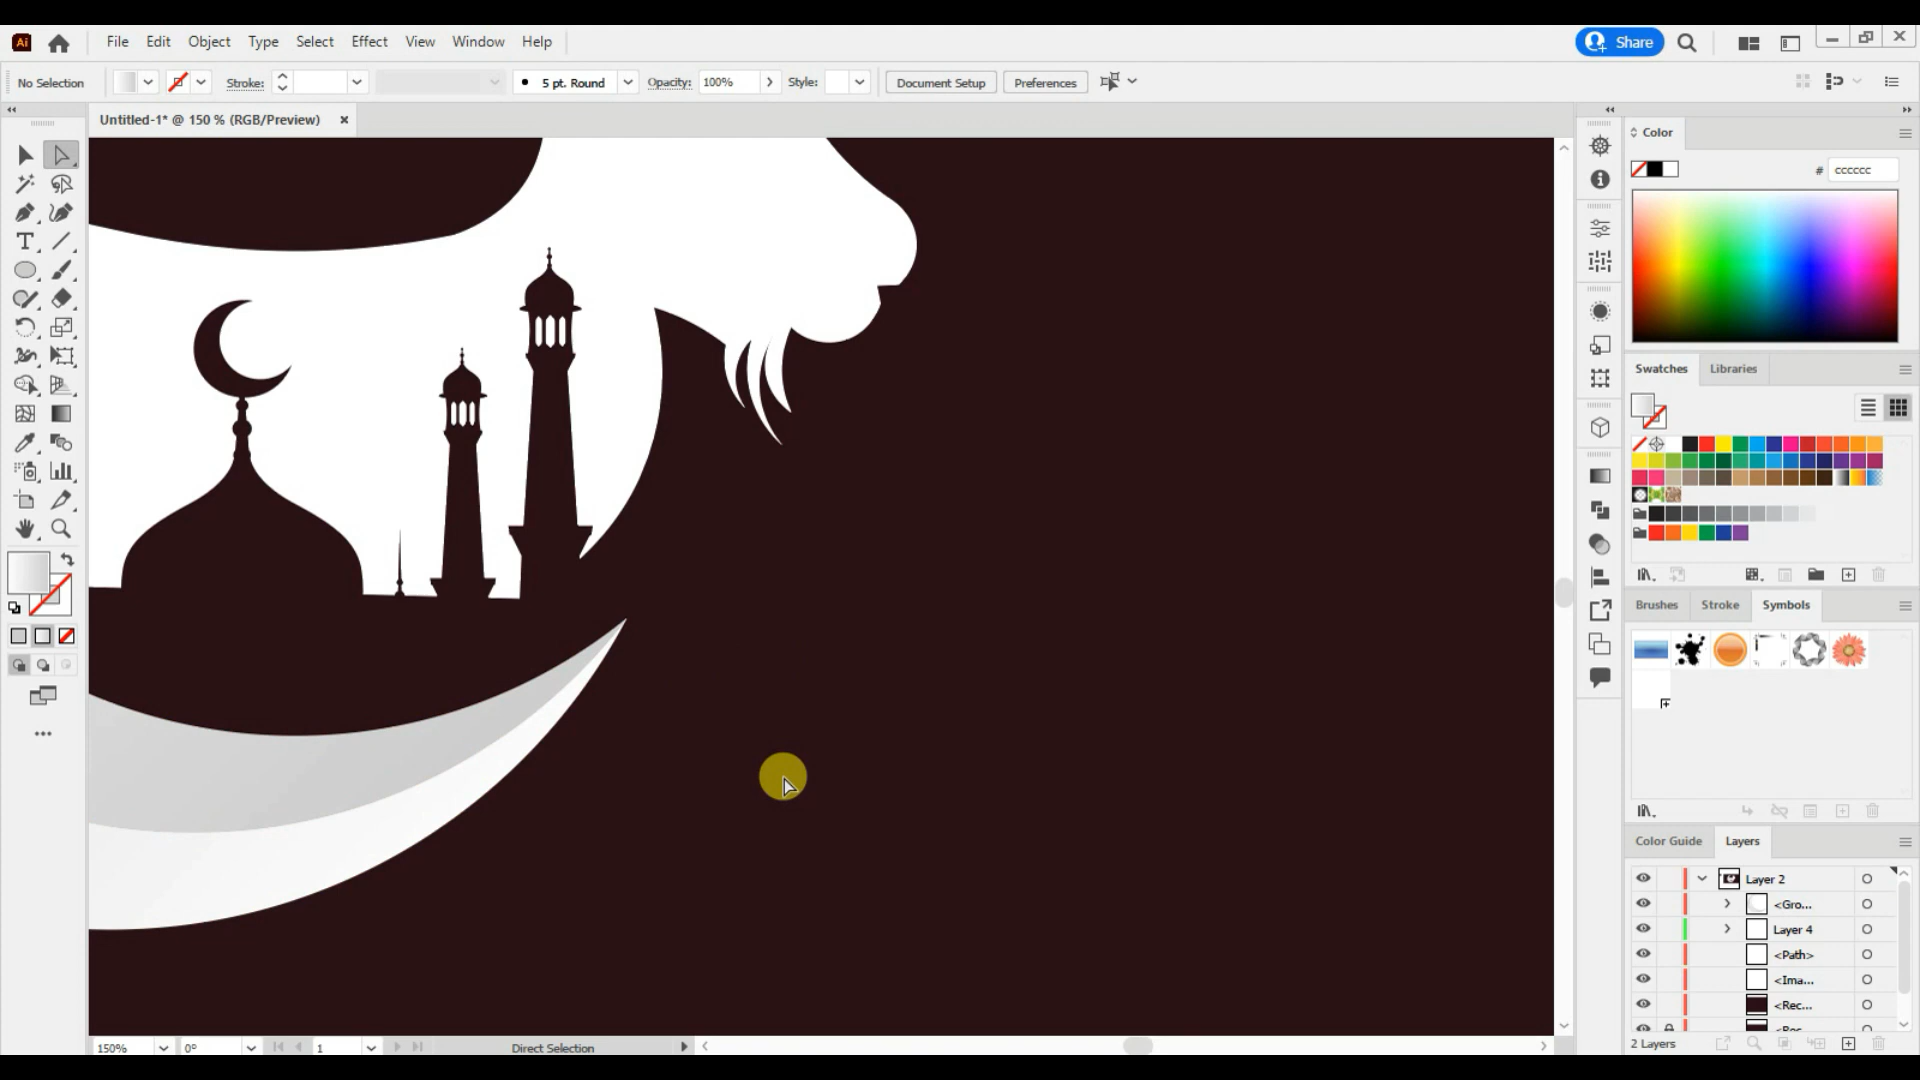 Ai File Edit Object Type Select Effect View Window Help Share
No Selection Stroke: 5 pt. Round Opacity: 100% Style: Document Setup Preferences
Untitled-1* @ 150 % (RGB/Preview)
Color
# cccccc
Swatches Libraries
Brushes Stroke Symbols
Color Guide Layers
Layer 2
<Gro...
Layer 4
<Path>
<Ima...
<Rec...
<Rec...
2 Layers
150% 0° 1 Direct Selection